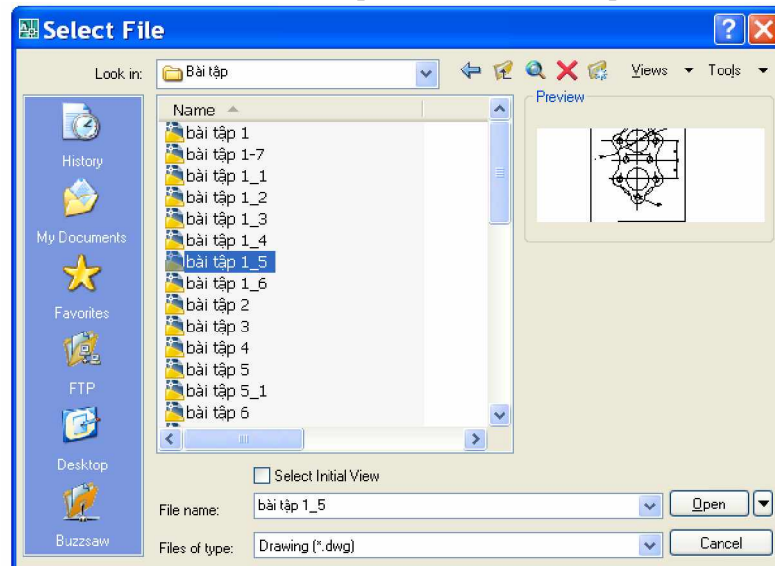 Select File
Look in: Bài tập Views Tools
History
My Documents
Favorites
FTP
Desktop
Buzzsaw
Name
bài tập 1
bài tập 1-7
bài tập 1_1
bài tập 1_2
bài tập 1_3
bài tập 1_4
bài tập 1_5
bài tập 1_6
bài tập 2
bài tập 3
bài tập 4
bài tập 5
bài tập 5_1
bài tập 6
Preview
Select Initial View
File name: bài tập 1_5 Open
Files of type: Drawing (*.dwg) Cancel